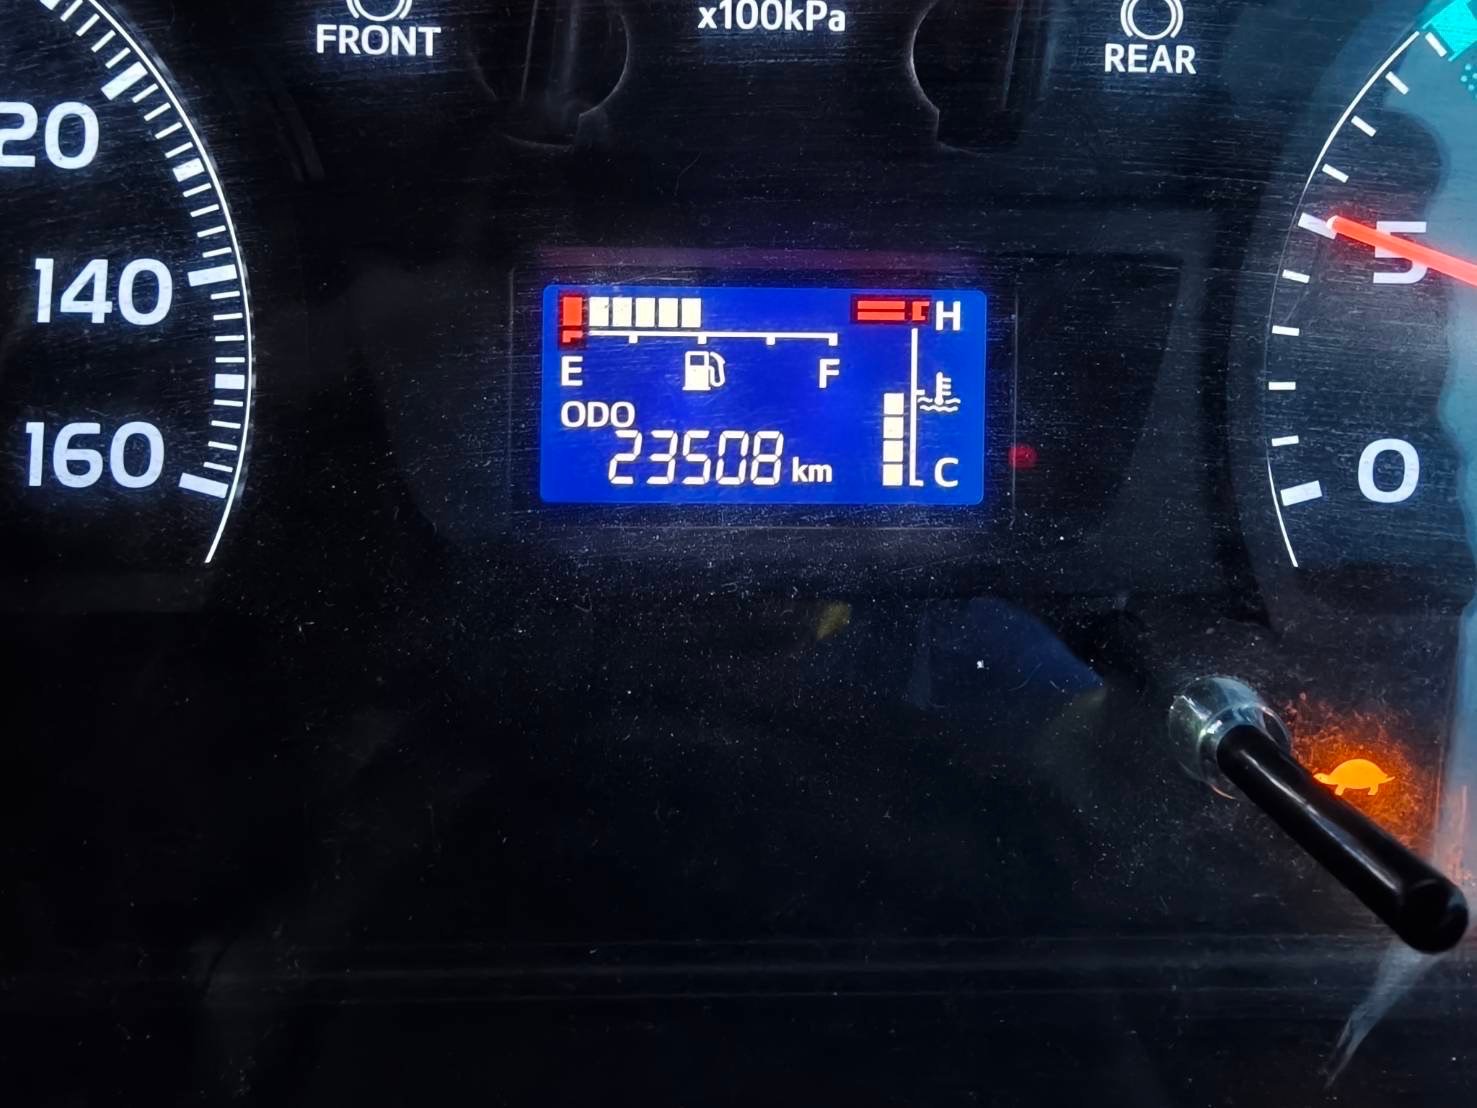 FRONT
x100kPa
REAR
20
140
160
5
0
H
E
F
ODO
23508 km
C